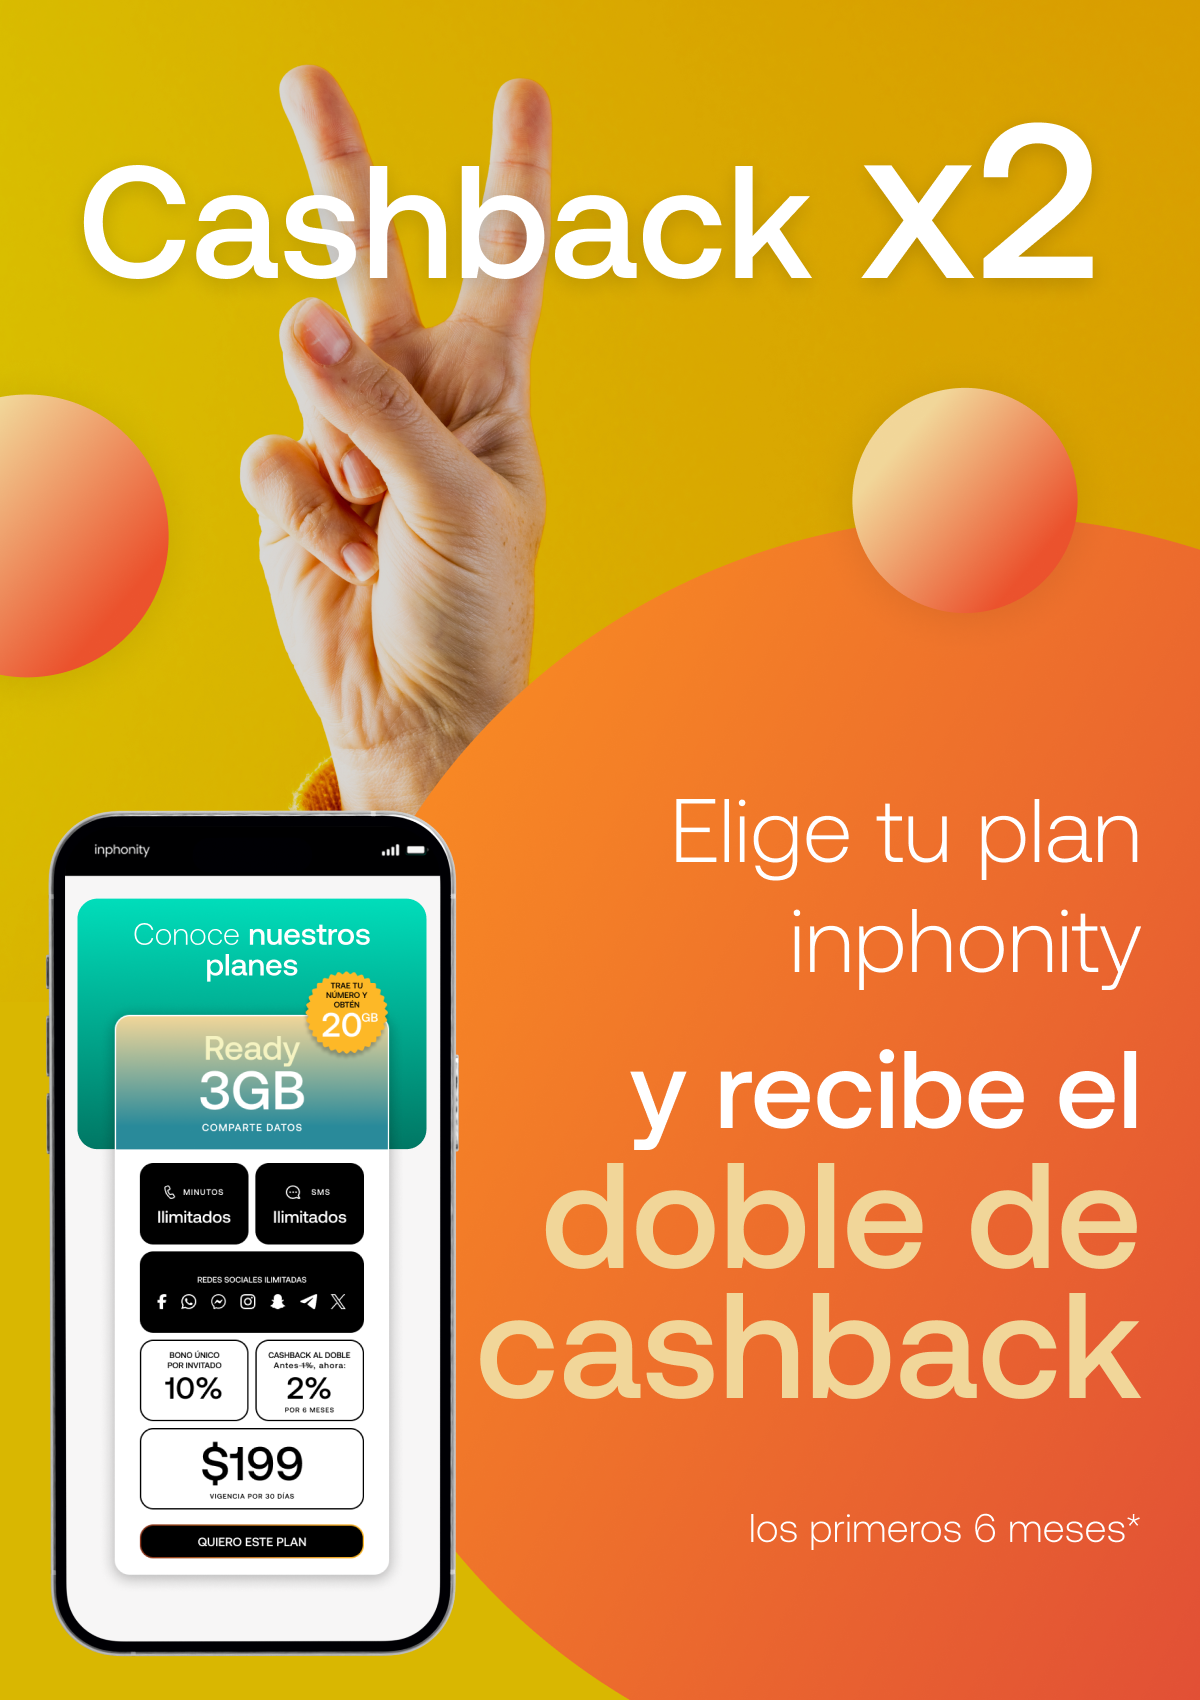 Cashback x2
Elige tu plan
inphonity
y recibe el
doble de
cashback
los primeros 6 meses*
inphonity
Conoce nuestros
planes
TRAE TU
NÚMERO Y
OBTÉN
20GB
Ready
3GB
COMPARTE DATOS
MINUTOS
Ilimitados
SMS
Ilimitados
REDES SOCIALES ILIMITADAS
BONO ÚNICO
POR INVITADO
10%
CASHBACK AL DOBLE
Antes 1%, ahora:
2%
POR 6 MESES
$199
VIGENCIA POR 30 DÍAS
QUIERO ESTE PLAN